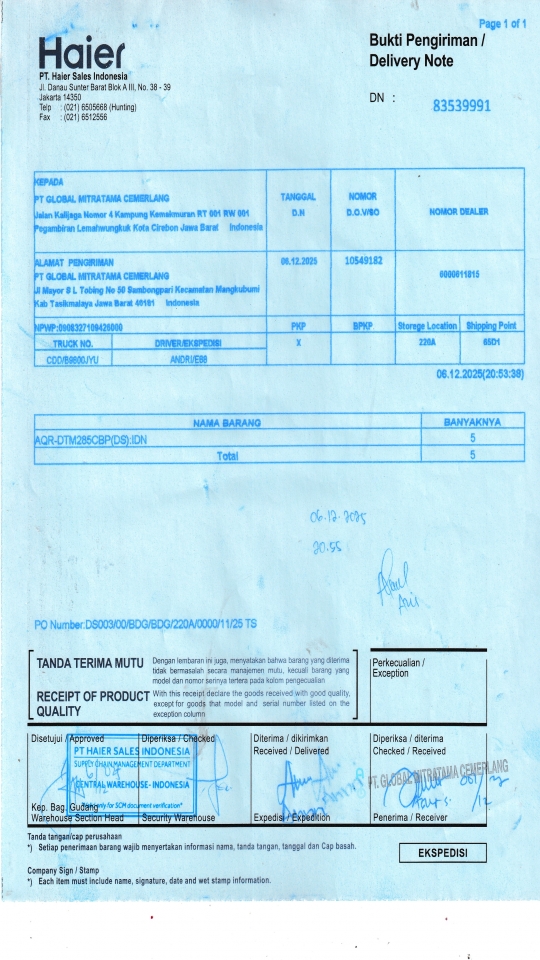 Page 1 of 1
Haier
Bukti Pengiriman /
Delivery Note
PT. Haier Sales Indonesia
Jl. Danau Sunter Barat Blok A III, No. 38 - 39
Jakarta 14350
Telp : (021) 6505668 (Hunting)
Fax : (021) 6512556
DN : 83539991
KEPADA
PT GLOBAL MITRATAMA CEMERLANG
Jalan Kalijaga Nomor 4 Kampung Kamakmuran RT 001 RW 001
Pegambiran Lemahwungkuk Kota Cirebon Jawa Barat Indonesia
TANGGAL
D.N
NOMOR
D.O.V/SO
NOMOR DEALER
ALAMAT PENGIRIMAN
PT GLOBAL MITRATAMA CEMERLANG
Jl Mayor S L Tobing No 50 Sambongpari Kecamatan Mangkubumi
Kab Tasikmalaya Jawa Barat 40181 Indonesia
06.12.2025
10549182
6000011815
NPWP:0908327109426000
PKP
BPKP
Storege Location
Shipping Point
TRUCK NO.
DRIVER/EKSPEDISI
X
220A
65D1
CDD/B9600JYU
ANDRI/EBS
06.12.2025(20:53:39)
NAMA BARANG
BANYAKNYA
AQR-DTM285CBP(DS):IDN
5
Total
5
06-12-2025
20.55
PO Number:DS003/00/BDG/BDG/220A/0000/11/25 TS
TANDA TERIMA MUTU
Dengan lembaran ini juga, menyatakan bahwa barang yang diterima
tidak bermasalah secara manajemen mutu, kecuali barang yang
model dan nomor serinya tertera pada kolom pengecualian
RECEIPT OF PRODUCT
QUALITY
With this receipt declare the goods received with good quality,
except for goods that model and serial number listed on the
exception column
Perkecualian /
Exception
Disetujui / Approved
Diperiksa / Checked
Diterima / dikirimkan
Received / Delivered
Diperiksa / diterima
Checked / Received
PT HAIER SALES INDONESIA
SUPPLY CHAIN MANAGEMENT DEPARTMENT
CENTRAL WAREHOUSE- INDONESIA
only for SCM document verification*
PT. GLOBAL MITRATAMA CEMERLANG
06/12
Kep. Bag. Gudang
Warehouse Section Head
Security Warehouse
Expedisi / Expedition
Penerima / Receiver
Tanda tangan/cap perusahaan
*) Setiap penerimaan barang wajib menyertakan informasi nama, tanda tangan, tanggal dan Cap basah.
EKSPEDISI
Company Sign / Stamp
*) Each item must include name, signature, date and wet stamp information.